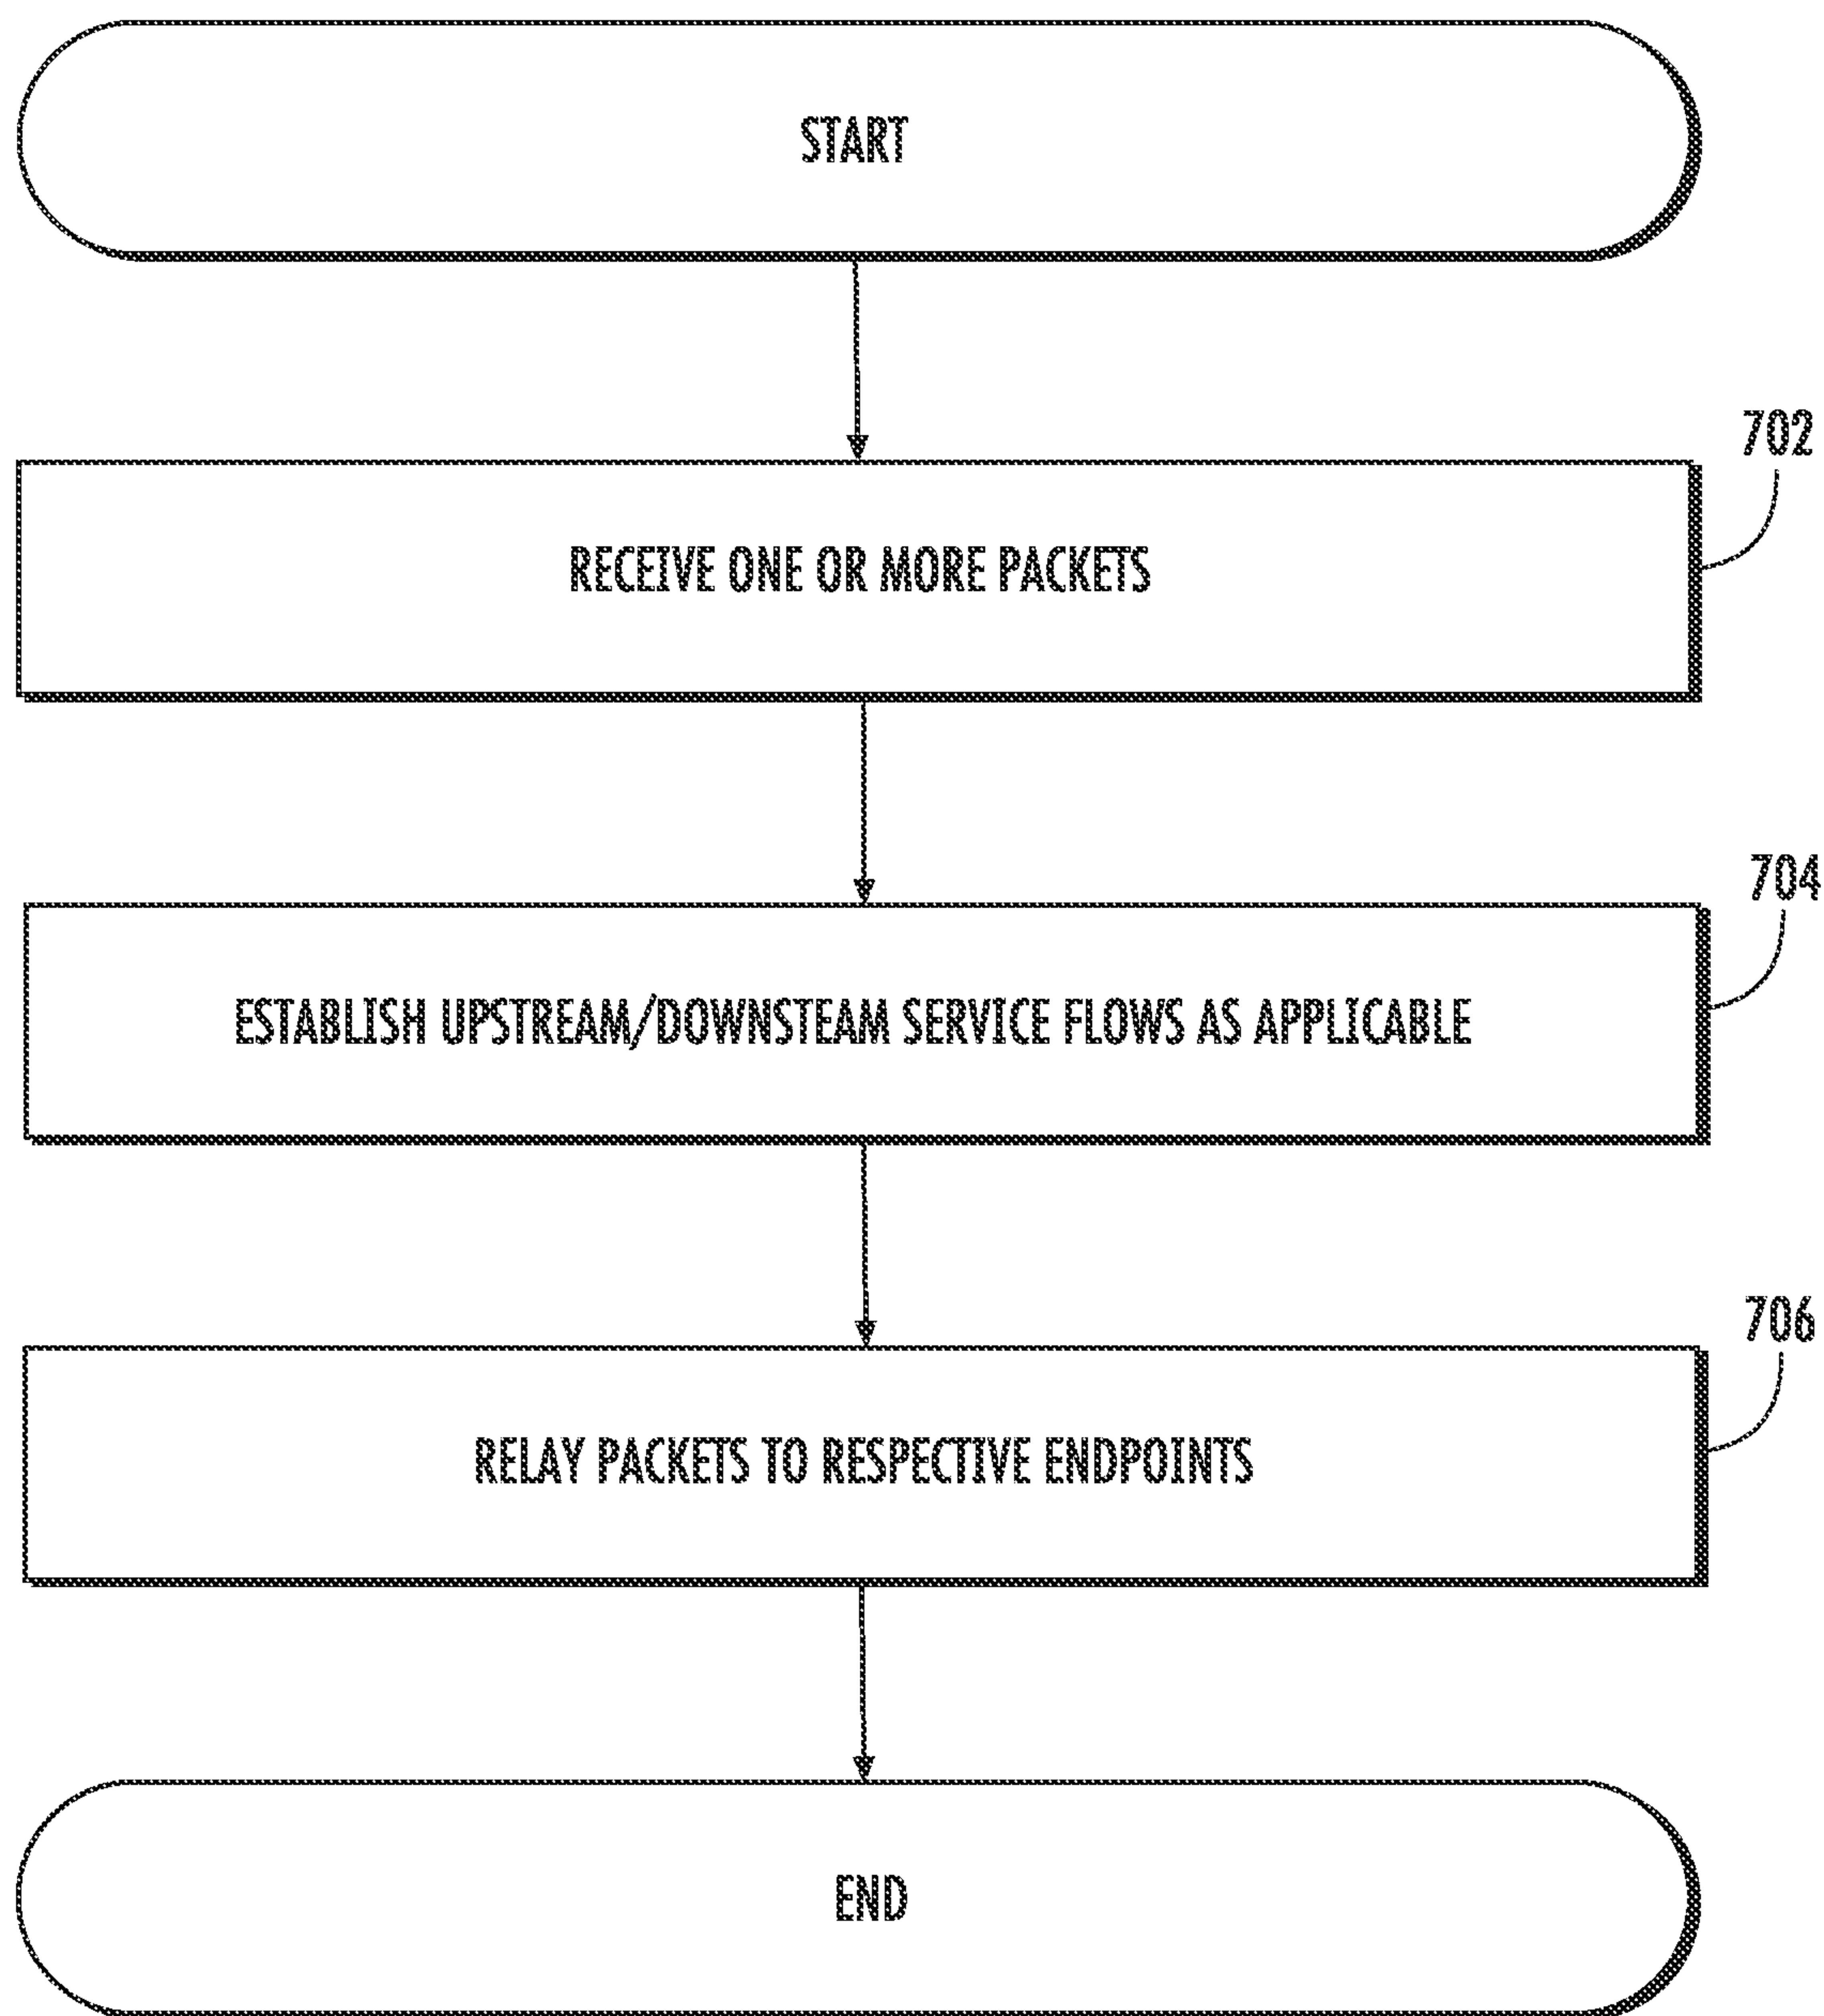 START
702
RECEIVE ONE OR MORE PACKETS
704
ESTABLISH UPSTREAM/DOWNSTEAM SERVICE FLOWS AS APPLICABLE
706
RELAY PACKETS TO RESPECTIVE ENDPOINTS
END